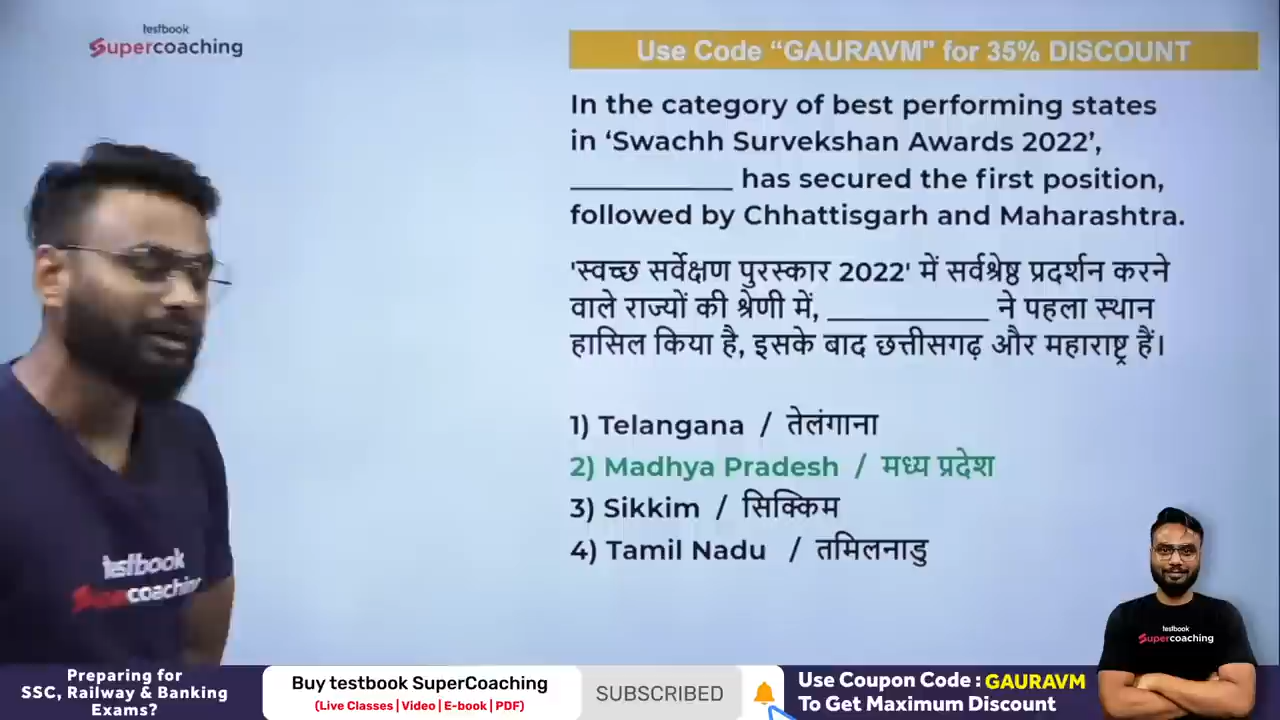 testbook
Supercoaching
Use Code “GAURAVM" for 35% DISCOUNT
In the category of best performing states
in ‘Swachh Survekshan Awards 2022’,
____________ has secured the first position,
followed by Chhattisgarh and Maharashtra.
'स्वच्छ सर्वेक्षण पुरस्कार 2022' में सर्वश्रेष्ठ प्रदर्शन करने
वाले राज्यों की श्रेणी में, ____________ ने पहला स्थान
हासिल किया है, इसके बाद छत्तीसगढ़ और महाराष्ट्र हैं।
1) Telangana / तेलंगाना
2) Madhya Pradesh / मध्य प्रदेश
3) Sikkim / सिक्किम
4) Tamil Nadu / तमिलनाडु
testbook
Supercoaching
testbook
Supercoaching
Preparing for
SSC, Railway & Banking
Exams?
Buy testbook SuperCoaching
(Live Classes | Video | E-book | PDF)
SUBSCRIBED
Use Coupon Code : GAURAVM
To Get Maximum Discount